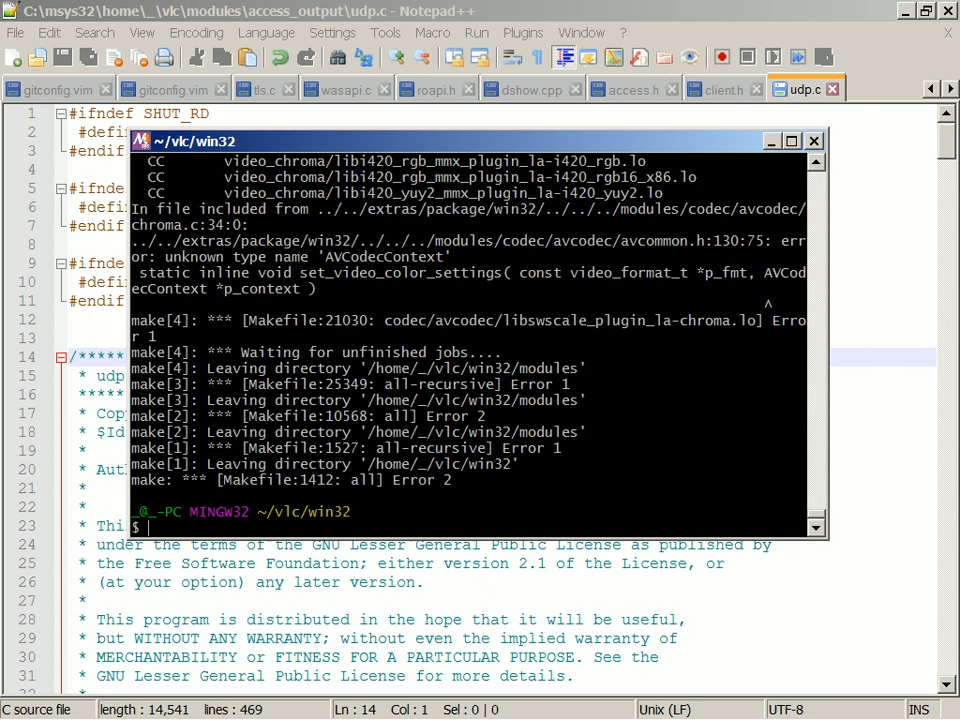 C:\msys32\home\_\vlc\modules\access_output\udp.c - Notepad++
File Edit Search View Encoding Language Settings Tools Macro Run Plugins Window ? X
gitconfig.vim gitconfig.vim tls.c wasapi.c roapi.h dshow.cpp access.h client.h udp.c
1 #ifndef SHUT_RD
2 #defin
3 #endif
4
5 #ifnde
6 #defin
7 #endif
8
9 #ifnde
10 #defin
11 #endif
12
13
14 /*****
15 * udp
16 *****
17 * Cop
18 * $Id
19 *
20 * Aut
21 *
22 *
23 * Thi
24 * under the terms of the GNU Lesser General Public License as published by
25 * the Free Software Foundation; either version 2.1 of the License, or
26 * (at your option) any later version.
27 *
28 * This program is distributed in the hope that it will be useful,
29 * but WITHOUT ANY WARRANTY; without even the implied warranty of
30 * MERCHANTABILITY or FITNESS FOR A PARTICULAR PURPOSE. See the
31 * GNU Lesser General Public License for more details.
~/vlc/win32
CC video_chroma/libi420_rgb_mmx_plugin_la-i420_rgb.lo
CC video_chroma/libi420_rgb_mmx_plugin_la-i420_rgb16_x86.lo
CC video_chroma/libi420_yuy2_mmx_plugin_la-i420_yuy2.lo
In file included from ../../extras/package/win32/../../../modules/codec/avcodec/
chroma.c:34:0:
../../extras/package/win32/../../../modules/codec/avcodec/avcommon.h:130:75: err
or: unknown type name 'AVCodecContext'
static inline void set_video_color_settings( const video_format_t *p_fmt, AVCod
ecContext *p_context )
^
make[4]: *** [Makefile:21030: codec/avcodec/libswscale_plugin_la-chroma.lo] Erro
r 1
make[4]: *** Waiting for unfinished jobs....
make[4]: Leaving directory '/home/_/vlc/win32/modules'
make[3]: *** [Makefile:25349: all-recursive] Error 1
make[3]: Leaving directory '/home/_/vlc/win32/modules'
make[2]: *** [Makefile:10568: all] Error 2
make[2]: Leaving directory '/home/_/vlc/win32/modules'
make[1]: *** [Makefile:1527: all-recursive] Error 1
make[1]: Leaving directory '/home/_/vlc/win32'
make: *** [Makefile:1412: all] Error 2
_@_-PC MINGW32 ~/vlc/win32
$
C source file length : 14,541 lines : 469 Ln : 14 Col : 1 Sel : 0 | 0 Unix (LF) UTF-8 INS